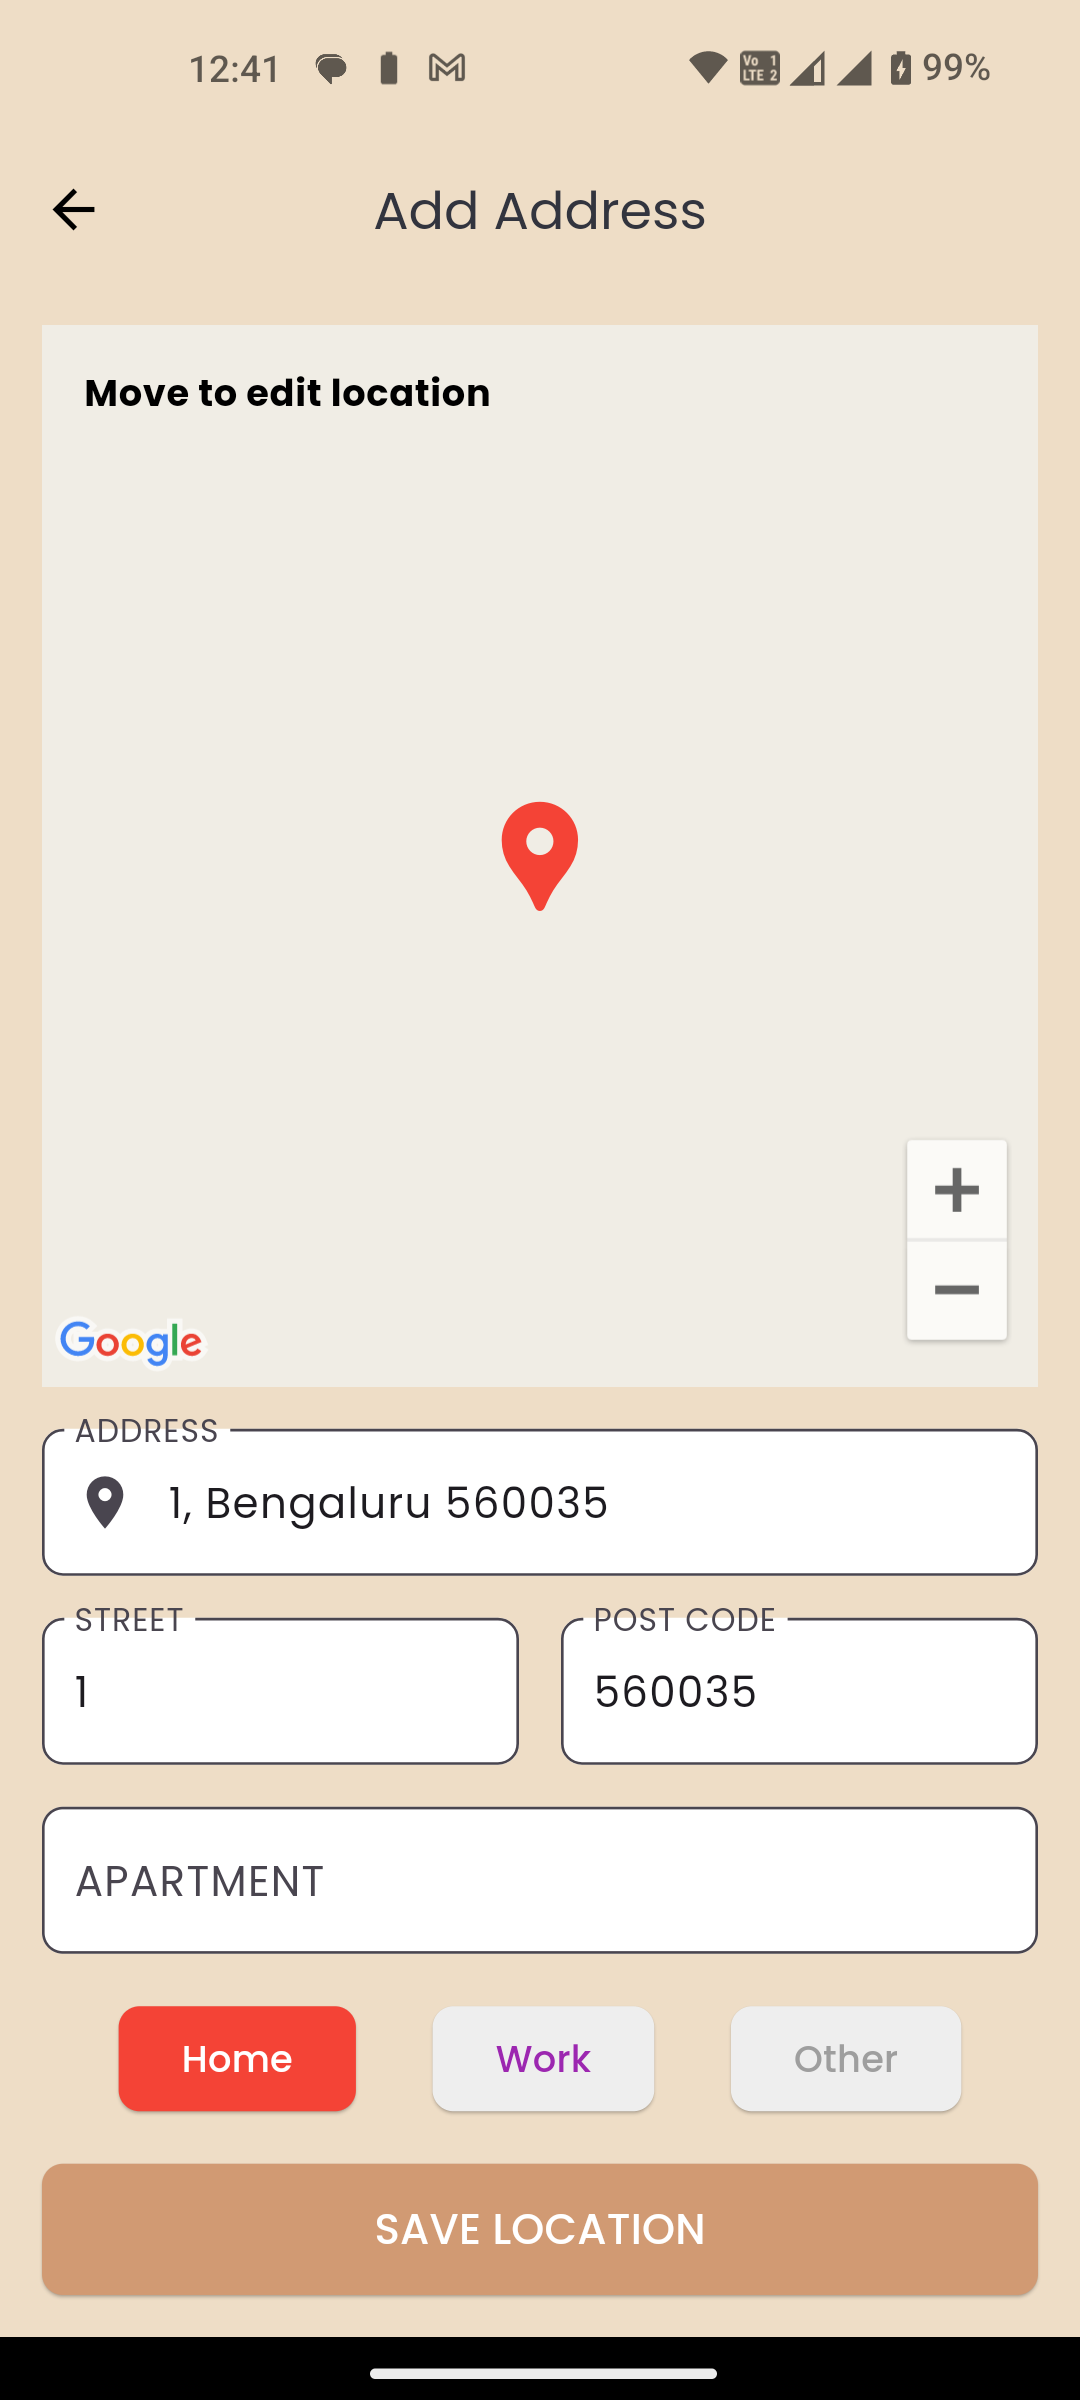 12:41
Vo 1
LTE 2
99%
Add Address
Move to edit location
Google
ADDRESS
1, Bengaluru 560035
STREET
POST CODE
1
560035
APARTMENT
Home
Work
Other
SAVE LOCATION